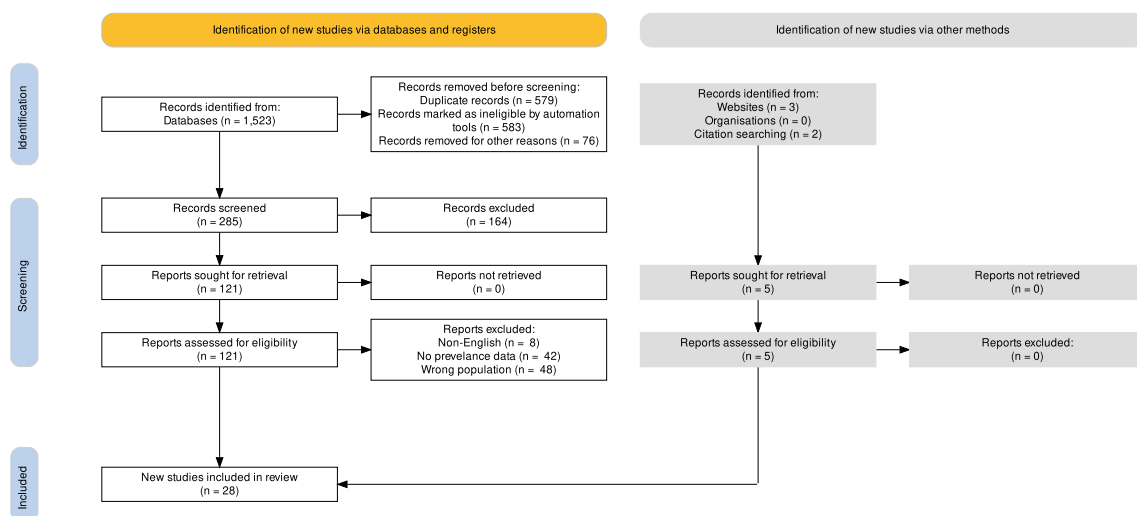 Identification of new studies via databases and registers
Identification of new studies via other methods
Identification
Records identified from:
Databases (n = 1,523)
Records removed before screening:
Duplicate records (n = 579)
Records marked as ineligible by automation
tools (n = 583)
Records removed for other reasons (n = 76)
Records identified from:
Websites (n = 3)
Organisations (n = 0)
Citation searching (n = 2)
Screening
Records screened
(n = 285)
Records excluded
(n = 164)
Reports sought for retrieval
(n = 121)
Reports not retrieved
(n = 0)
Reports sought for retrieval
(n = 5)
Reports not retrieved
(n = 0)
Reports assessed for eligibility
(n = 121)
Reports excluded:
Non-English (n = 8)
No prevelance data (n = 42)
Wrong population (n = 48)
Reports assessed for eligibility
(n = 5)
Reports excluded:
(n = 0)
Included
New studies included in review
(n = 28)